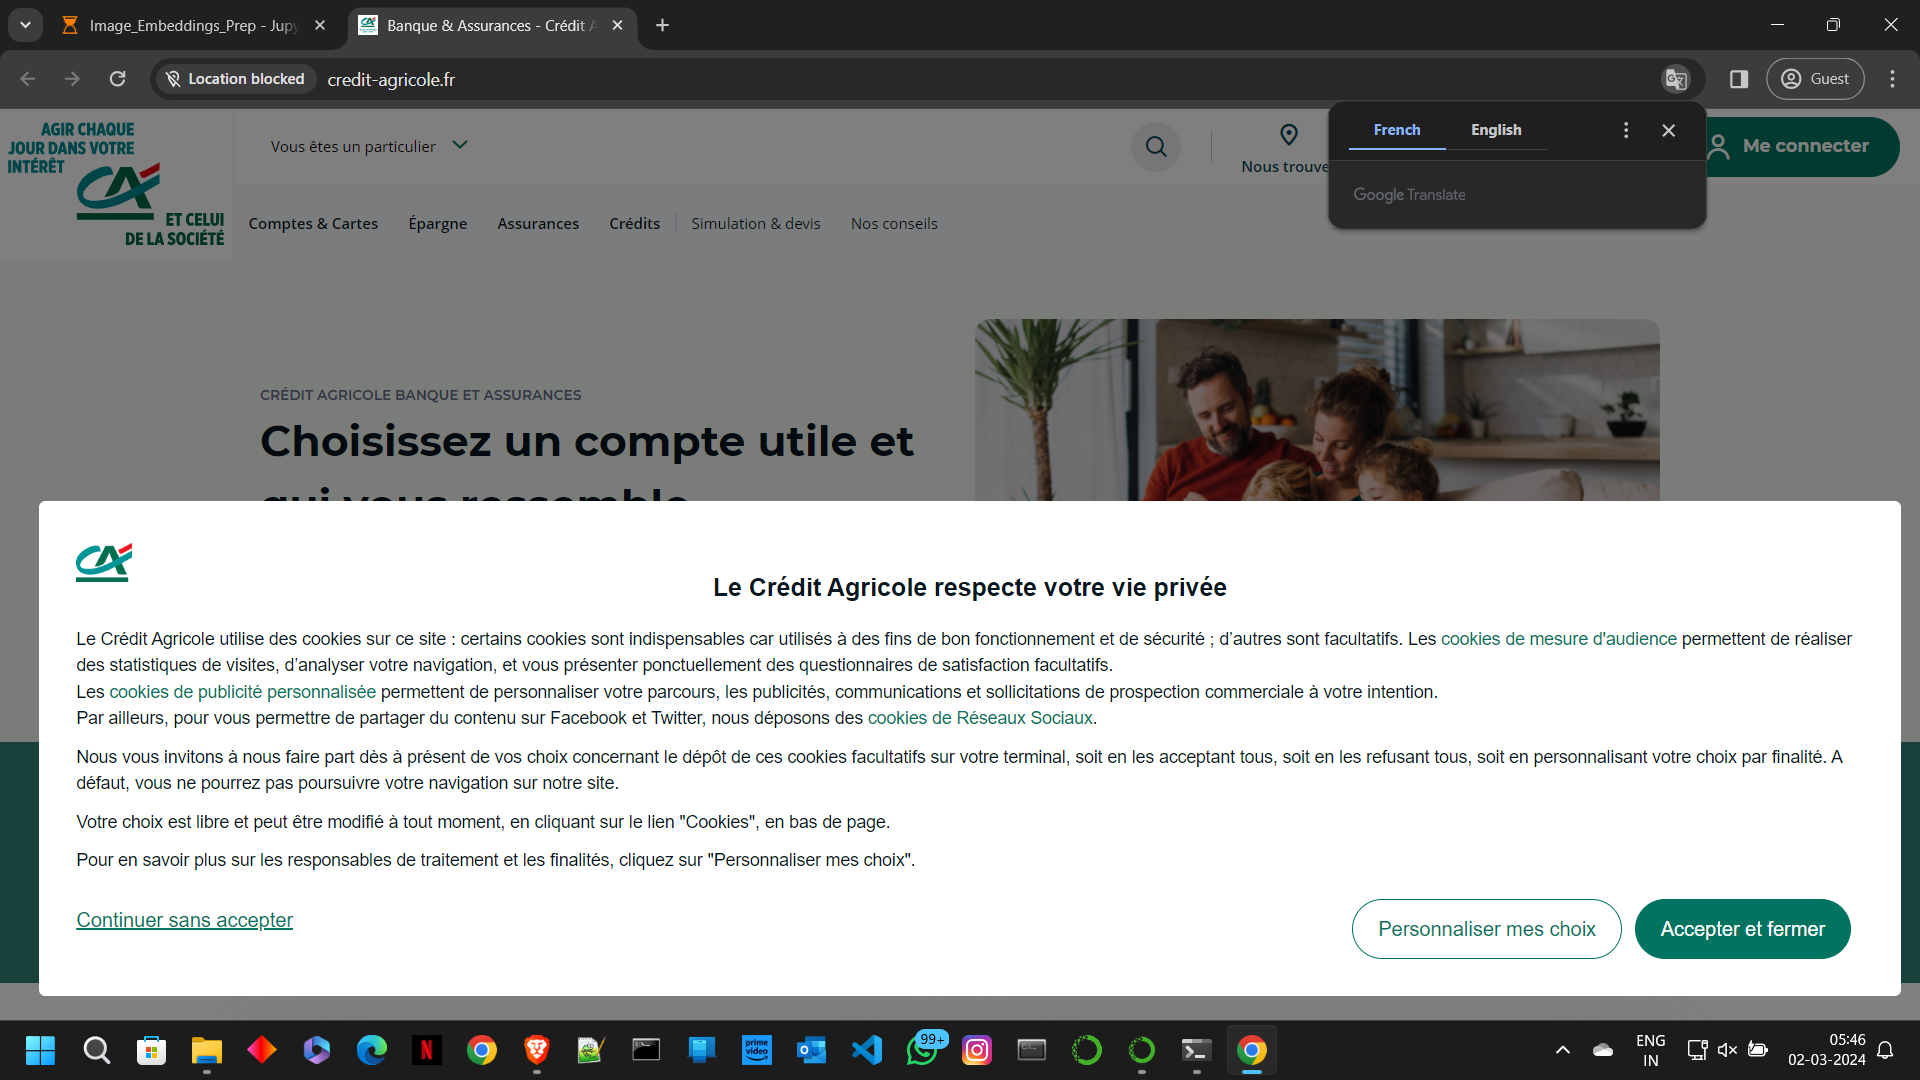 Image_Embeddings_Prep - Jupy
Banque & Assurances - Crédit A
Location blocked
credit-agricole.fr
Guest
French
English
Google Translate
AGIR CHAQUE
JOUR DANS VOTRE
INTÉRÊT
ET CELUI
DE LA SOCIÉTÉ
Vous êtes un particulier
Nous trouve
Me connecter
Comptes & Cartes
Épargne
Assurances
Crédits
Simulation & devis
Nos conseils
CRÉDIT AGRICOLE BANQUE ET ASSURANCES
Choisissez un compte utile et
qui vous ressemble
Le Crédit Agricole respecte votre vie privée
Le Crédit Agricole utilise des cookies sur ce site : certains cookies sont indispensables car utilisés à des fins de bon fonctionnement et de sécurité ; d’autres sont facultatifs. Les cookies de mesure d'audience permettent de réaliser
des statistiques de visites, d’analyser votre navigation, et vous présenter ponctuellement des questionnaires de satisfaction facultatifs.
Les cookies de publicité personnalisée permettent de personnaliser votre parcours, les publicités, communications et sollicitations de prospection commerciale à votre intention.
Par ailleurs, pour vous permettre de partager du contenu sur Facebook et Twitter, nous déposons des cookies de Réseaux Sociaux.
Nous vous invitons à nous faire part dès à présent de vos choix concernant le dépôt de ces cookies facultatifs sur votre terminal, soit en les acceptant tous, soit en les refusant tous, soit en personnalisant votre choix par finalité. A
défaut, vous ne pourrez pas poursuivre votre navigation sur notre site.
Votre choix est libre et peut être modifié à tout moment, en cliquant sur le lien "Cookies", en bas de page.
Pour en savoir plus sur les responsables de traitement et les finalités, cliquez sur "Personnaliser mes choix".
Continuer sans accepter
Personnaliser mes choix
Accepter et fermer
prime video
99+
ENG
IN
05:46
02-03-2024